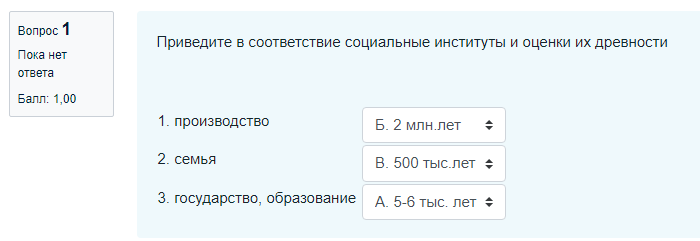 Вопрос 1
Пока нет
ответа
Балл: 1,00
Приведите в соответствие социальные институты и оценки их древности
1. производство
Б. 2 млн.лет
2. семья
В. 500 тыс.лет
3. государство, образование
А. 5-6 тыс. лет